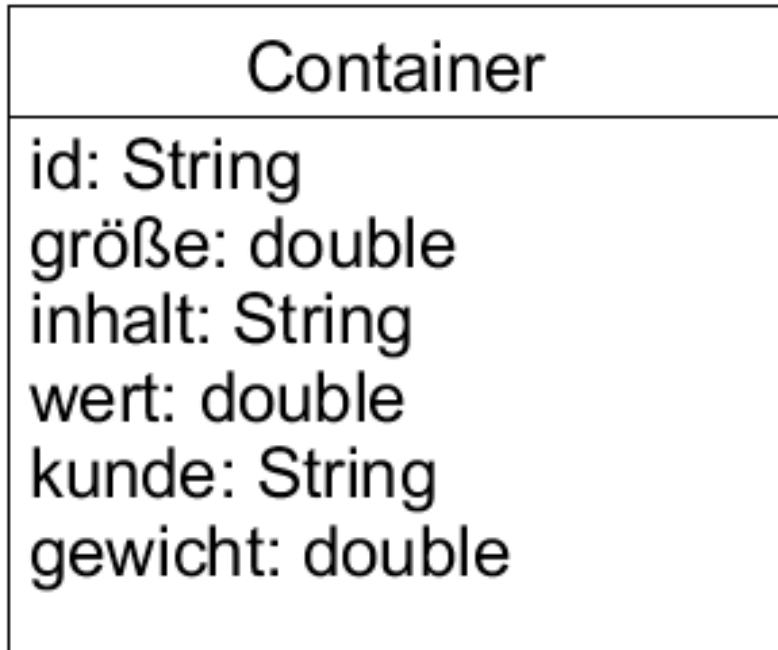 Container
id: String
größe: double
inhalt: String
wert: double
kunde: String
gewicht: double